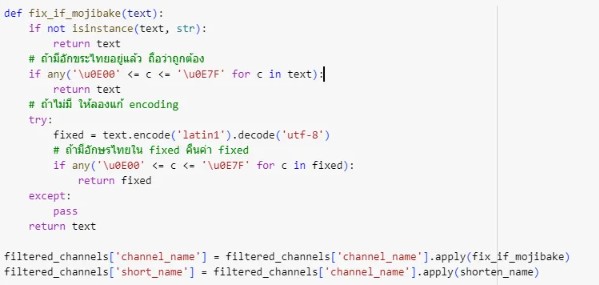 def fix_if_mojibake(text):
    if not isinstance(text, str):
        return text
    # ถ้ามีอักขระไทยอยู่แล้ว ถือว่าถูกต้อง
    if any('\u0E00' <= c <= '\u0E7F' for c in text):
        return text
    # ถ้าไม่มี ให้ลองแก้ encoding
    try:
        fixed = text.encode('latin1').decode('utf-8')
        # ถ้ามีอักษรไทยใน fixed คืนค่า fixed
        if any('\u0E00' <= c <= '\u0E7F' for c in fixed):
            return fixed
    except:
        pass
    return text

filtered_channels['channel_name'] = filtered_channels['channel_name'].apply(fix_if_mojibake)
filtered_channels['short_name'] = filtered_channels['channel_name'].apply(shorten_name)